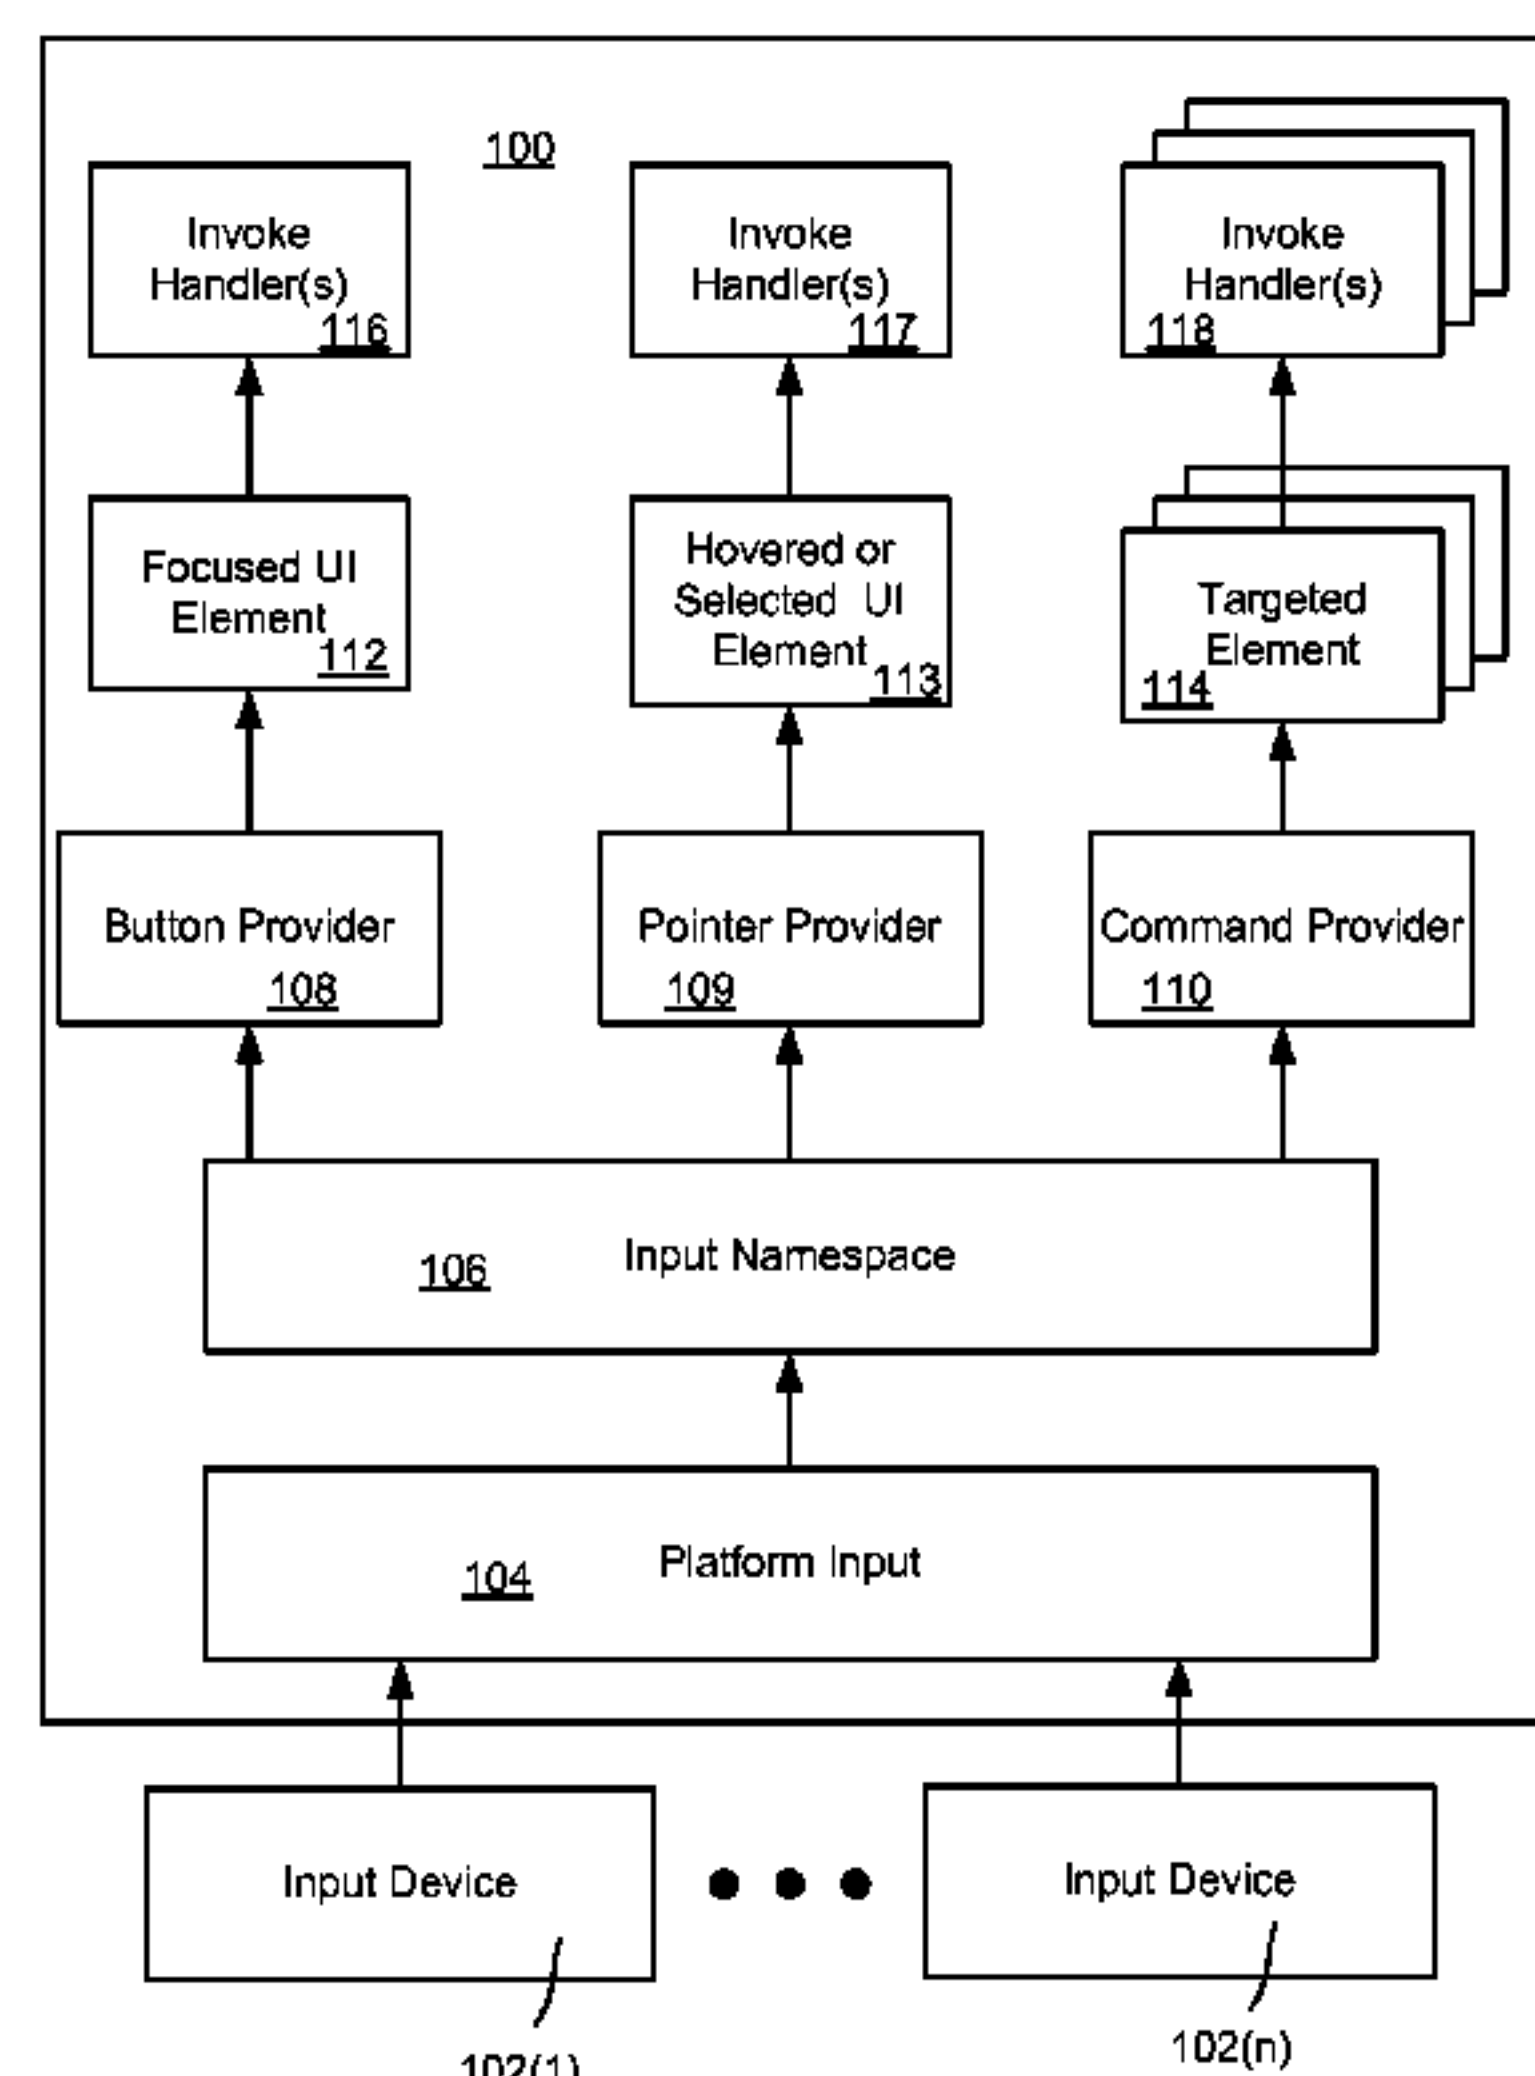 100
Invoke
Handler(s)
116
Invoke
Handler(s)
117
Invoke
Handler(s)
118
Focused UI
Element
112
Hovered or
Selected UI
Element
113
Targeted
Element
114
Button Provider
108
Pointer Provider
109
Command Provider
110
Input Namespace
106
Platform Input
104
Input Device
Input Device
102(1)
102(n)